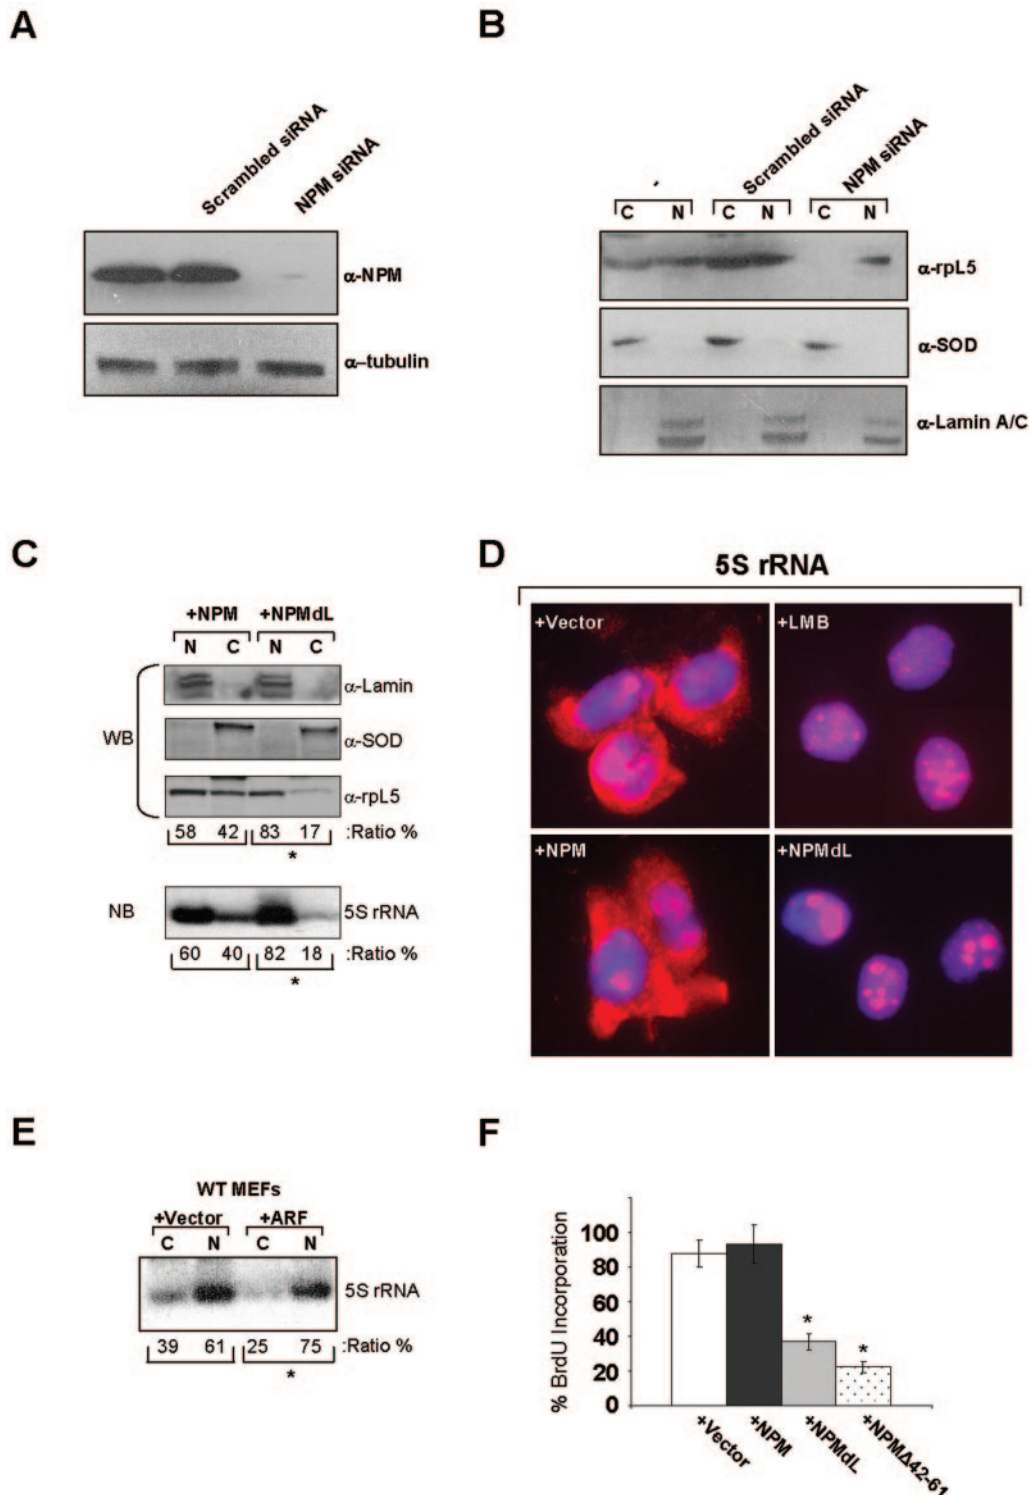 A
Scrambled siRNA
NPM siRNA
α-NPM
α–tubulin
B
Scrambled siRNA
NPM siRNA
C N C N C N
α-rpL5
α-SOD
α-Lamin A/C
C
+NPM +NPMdL
N C N C
WB
α-Lamin
α-SOD
α-rpL5
58 42 83 17 :Ratio %
*
NB
5S rRNA
60 40 82 18 :Ratio %
*
D
5S rRNA
+Vector
+LMB
+NPM
+NPMdL
E
WT MEFs
+Vector +ARF
C N C N
5S rRNA
39 61 25 75 :Ratio %
*
F
% BrdU Incorporation
100
80
60
40
20
0
*
*
+Vector
+NPM
+NPMdL
+NPMΔ42-61